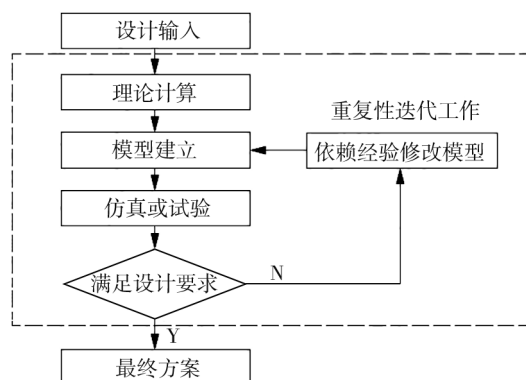 设计输入
理论计算
重复性迭代工作
模型建立
依赖经验修改模型
仿真或试验
满足设计要求
N
Y
最终方案